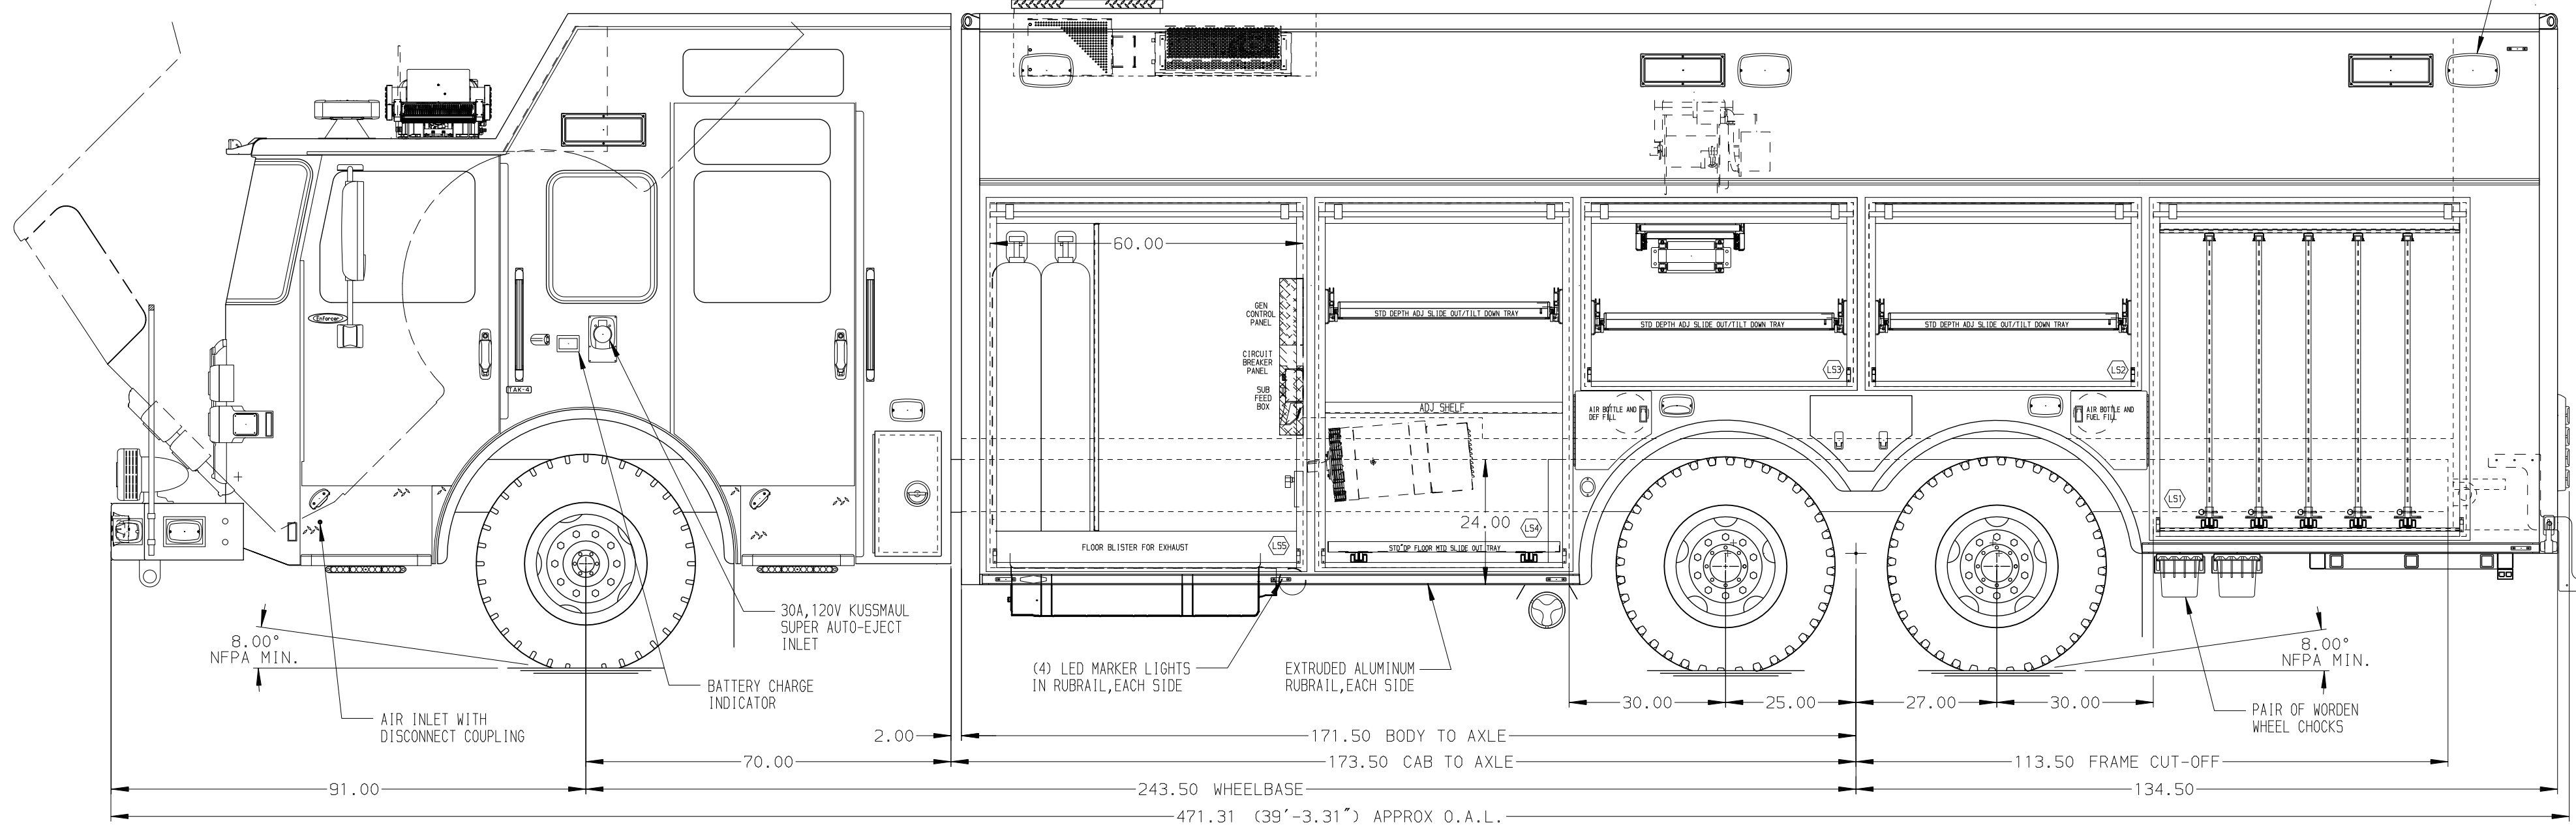 60.00
GEN
CONTROL
PANEL
CIRCUIT
BREAKER
PANEL
SUB
FEED
BOX
STD DEPTH ADJ SLIDE OUT/TILT DOWN TRAY
STD DEPTH ADJ SLIDE OUT/TILT DOWN TRAY
STD DEPTH ADJ SLIDE OUT/TILT DOWN TRAY
Enforcer
TAK-4
LS3
LS2
ADJ SHELF
AIR BOTTLE AND
DEF FILL
AIR BOTTLE AND
FUEL FILL
LS1
24.00
LS4
LS5
FLOOR BLISTER FOR EXHAUST
STD DP FLOOR MTD SLIDE OUT TRAY
30A,120V KUSSMAUL
SUPER AUTO-EJECT
INLET
8.00°
NFPA MIN.
BATTERY CHARGE
INDICATOR
AIR INLET WITH
DISCONNECT COUPLING
(4) LED MARKER LIGHTS
IN RUBRAIL,EACH SIDE
EXTRUDED ALUMINUM
RUBRAIL,EACH SIDE
8.00°
NFPA MIN.
PAIR OF WORDEN
WHEEL CHOCKS
30.00
25.00
27.00
30.00
2.00
171.50 BODY TO AXLE
70.00
173.50 CAB TO AXLE
113.50 FRAME CUT-OFF
91.00
243.50 WHEELBASE
134.50
471.31 (39'-3.31") APPROX O.A.L.